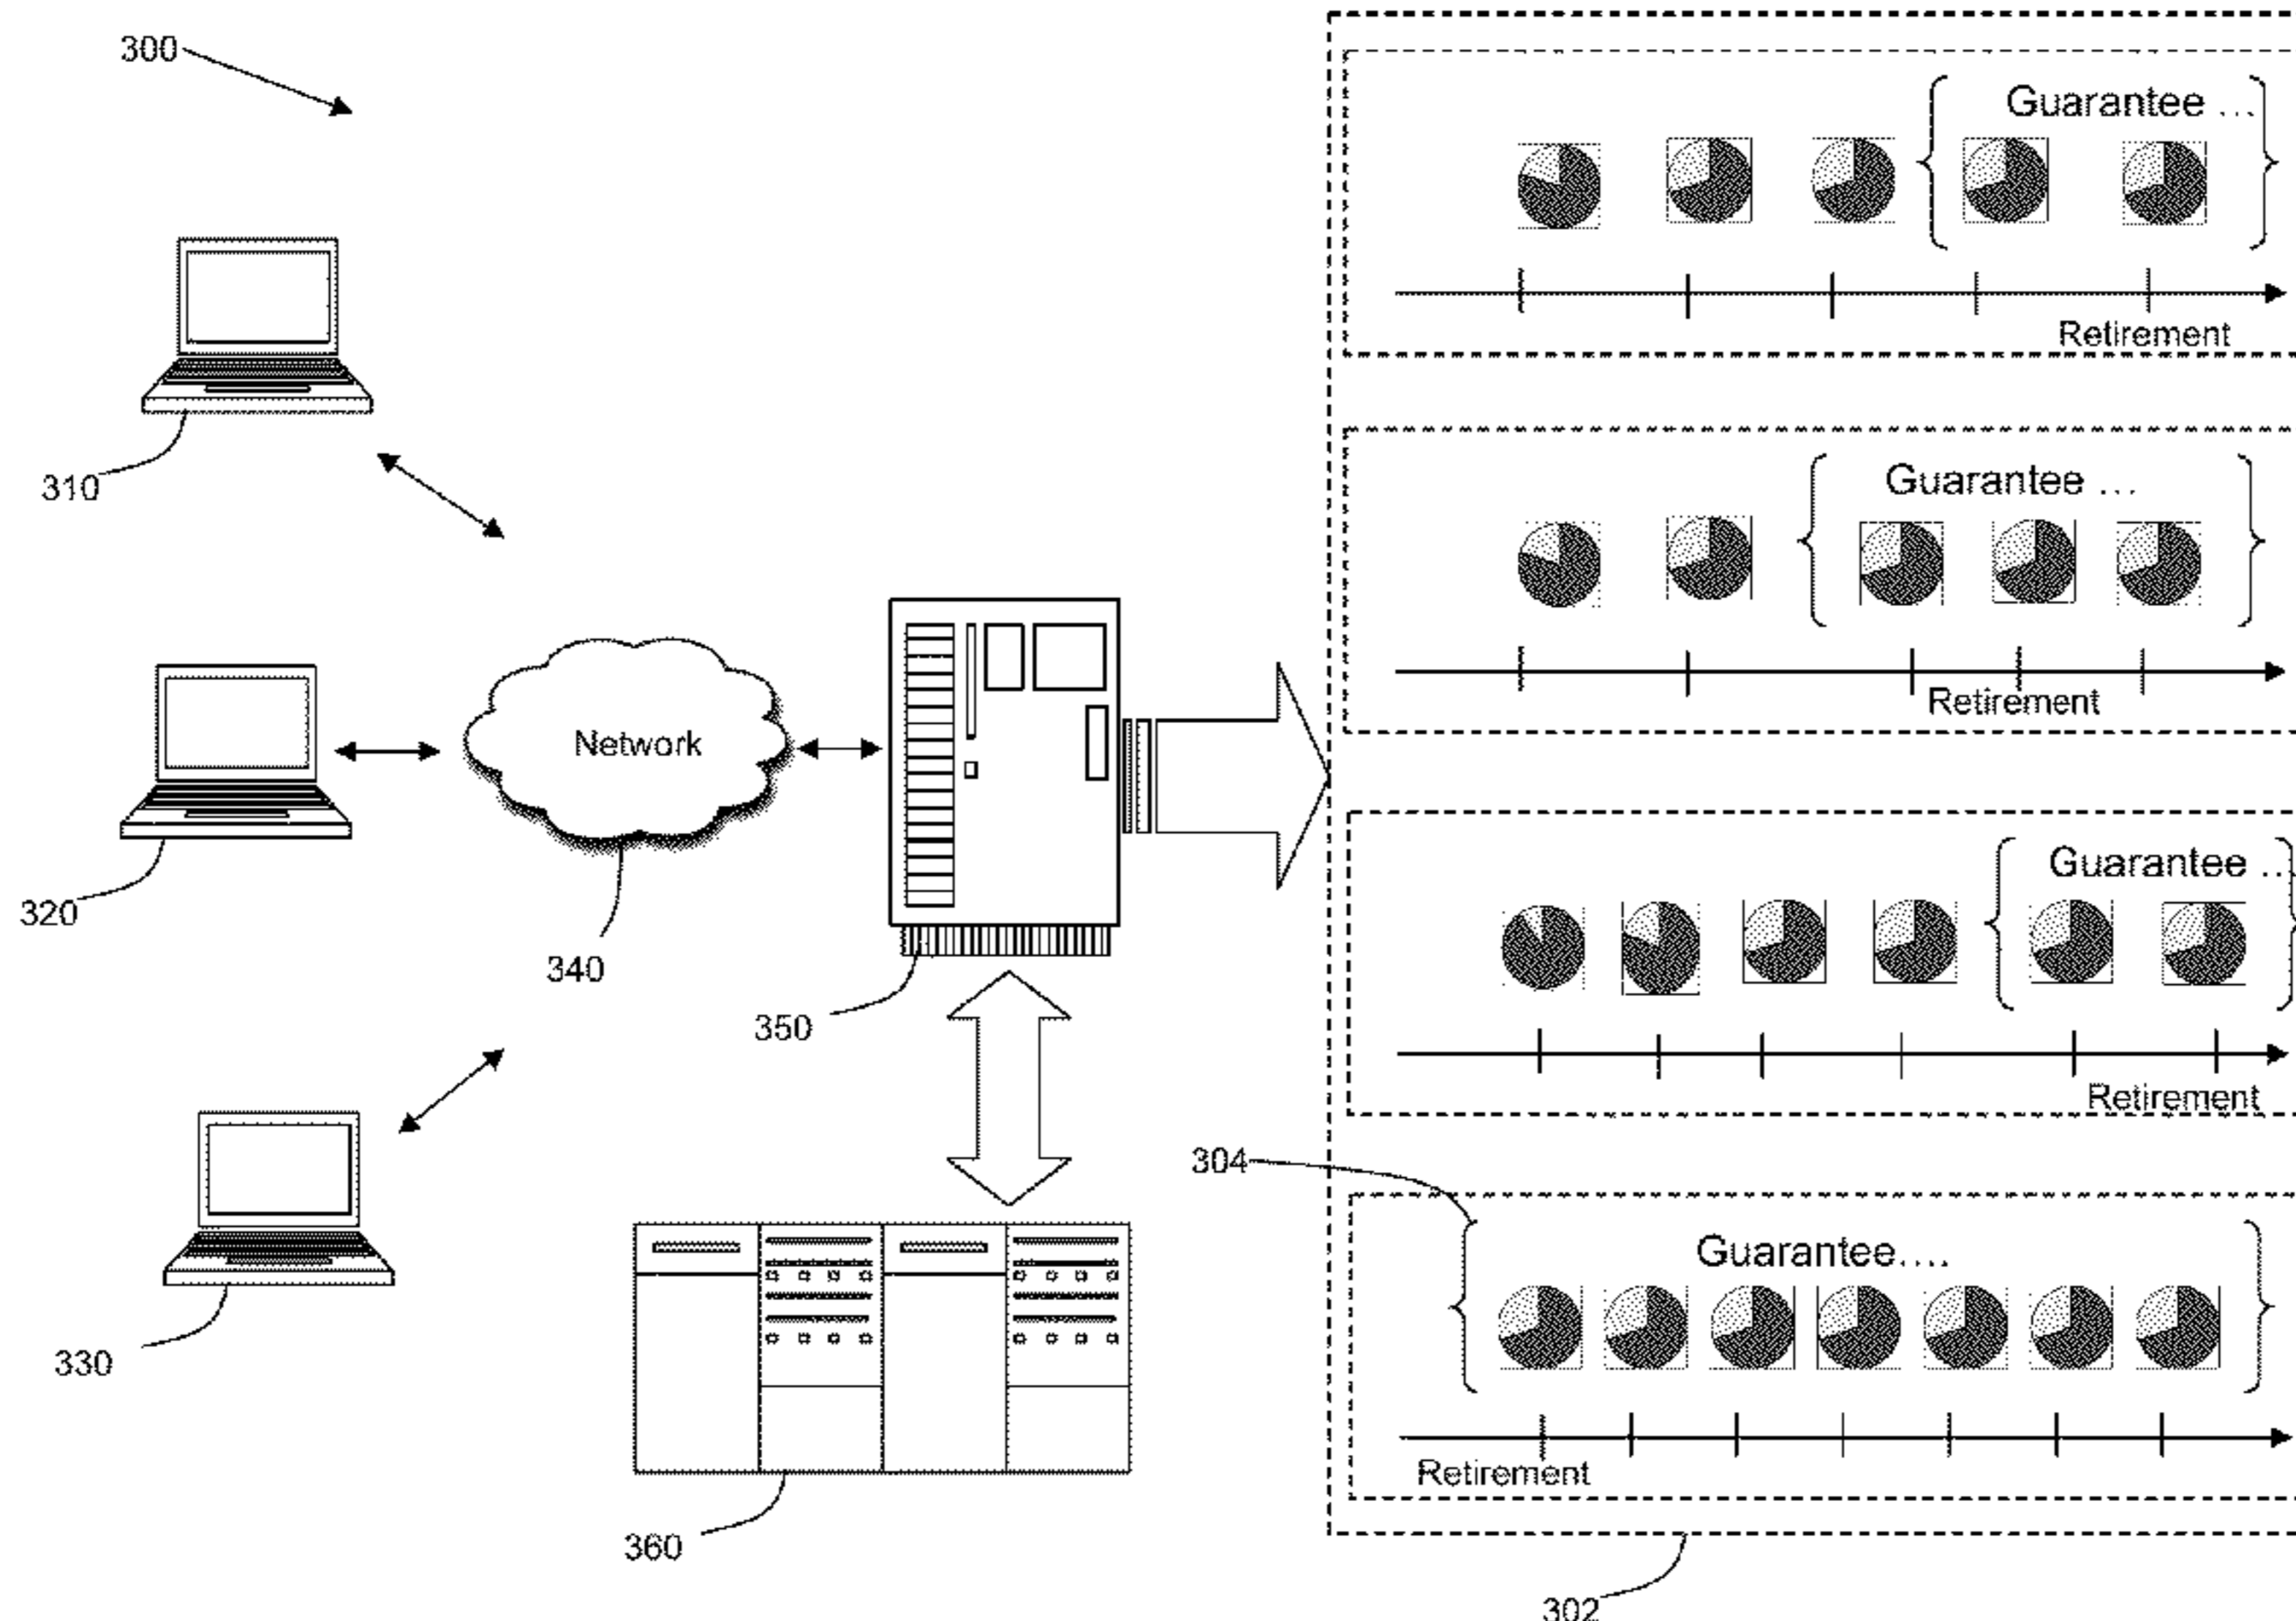 300
310
320
330
Network
340
350
360
Guarantee ...
Retirement
Guarantee ...
Retirement
Guarantee ...
Retirement
304
Guarantee....
Retirement
302